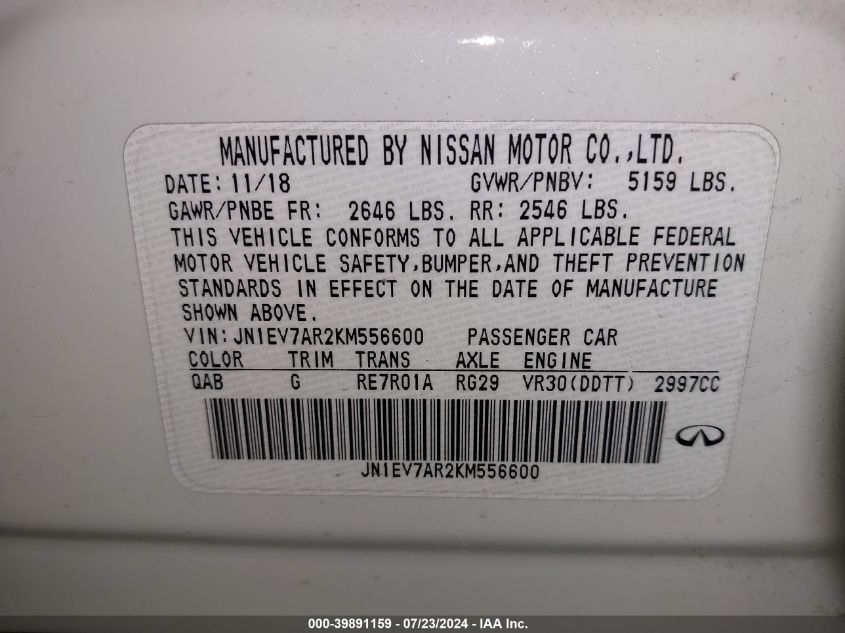 MANUFACTURED BY NISSAN MOTOR CO.,LTD.
DATE: 11/18 GVWR/PNBV: 5159 LBS.
GAWR/PNBE FR: 2646 LBS. RR: 2546 LBS.
THIS VEHICLE CONFORMS TO ALL APPLICABLE FEDERAL
MOTOR VEHICLE SAFETY,BUMPER,AND THEFT PREVENTION
STANDARDS IN EFFECT ON THE DATE OF MANUFACTURE
SHOWN ABOVE.
VIN:JN1EV7AR2KM556600 PASSENGER CAR
COLOR TRIM TRANS AXLE ENGINE
QAB G RE7R01A RG29 VR30(DDTT) 2997CC
JN1EV7AR2KM556600
000-39891159 / 07/23/2024 - IAA Inc.